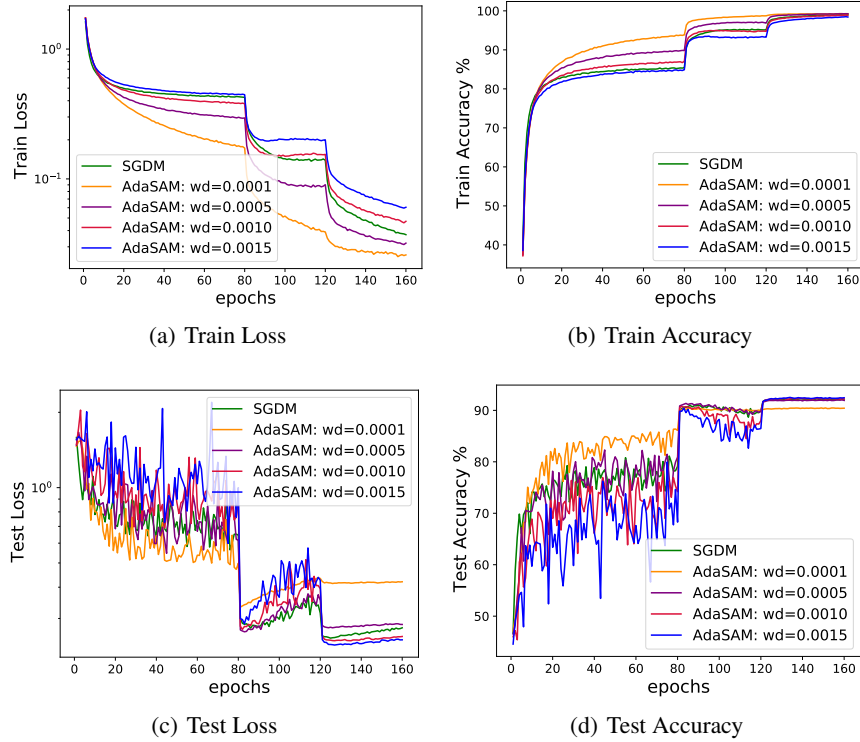 10^0
10^-1
Train Loss
SGDM
AdaSAM: wd=0.0001
AdaSAM: wd=0.0005
AdaSAM: wd=0.0010
AdaSAM: wd=0.0015
0 20 40 60 80 100 120 140 160
epochs
(a) Train Loss
100
90
80
70
60
50
40
Train Accuracy %
SGDM
AdaSAM: wd=0.0001
AdaSAM: wd=0.0005
AdaSAM: wd=0.0010
AdaSAM: wd=0.0015
0 20 40 60 80 100 120 140 160
epochs
(b) Train Accuracy
10^0
Test Loss
SGDM
AdaSAM: wd=0.0001
AdaSAM: wd=0.0005
AdaSAM: wd=0.0010
AdaSAM: wd=0.0015
0 20 40 60 80 100 120 140 160
epochs
(c) Test Loss
90
80
70
60
50
Test Accuracy %
SGDM
AdaSAM: wd=0.0001
AdaSAM: wd=0.0005
AdaSAM: wd=0.0010
AdaSAM: wd=0.0015
0 20 40 60 80 100 120 140 160
epochs
(d) Test Accuracy